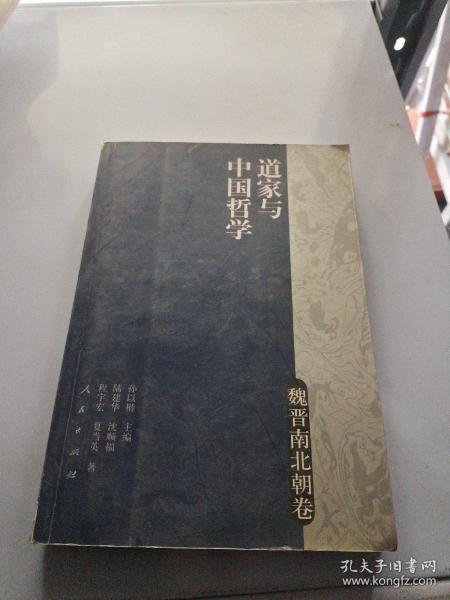 道家与
中国哲学
魏晋南北朝卷
孙以楷 主编
陆建华 沈顺福
程宇宏 夏当英 著
人民出版社
孔夫子旧书网
www.kongfz.com